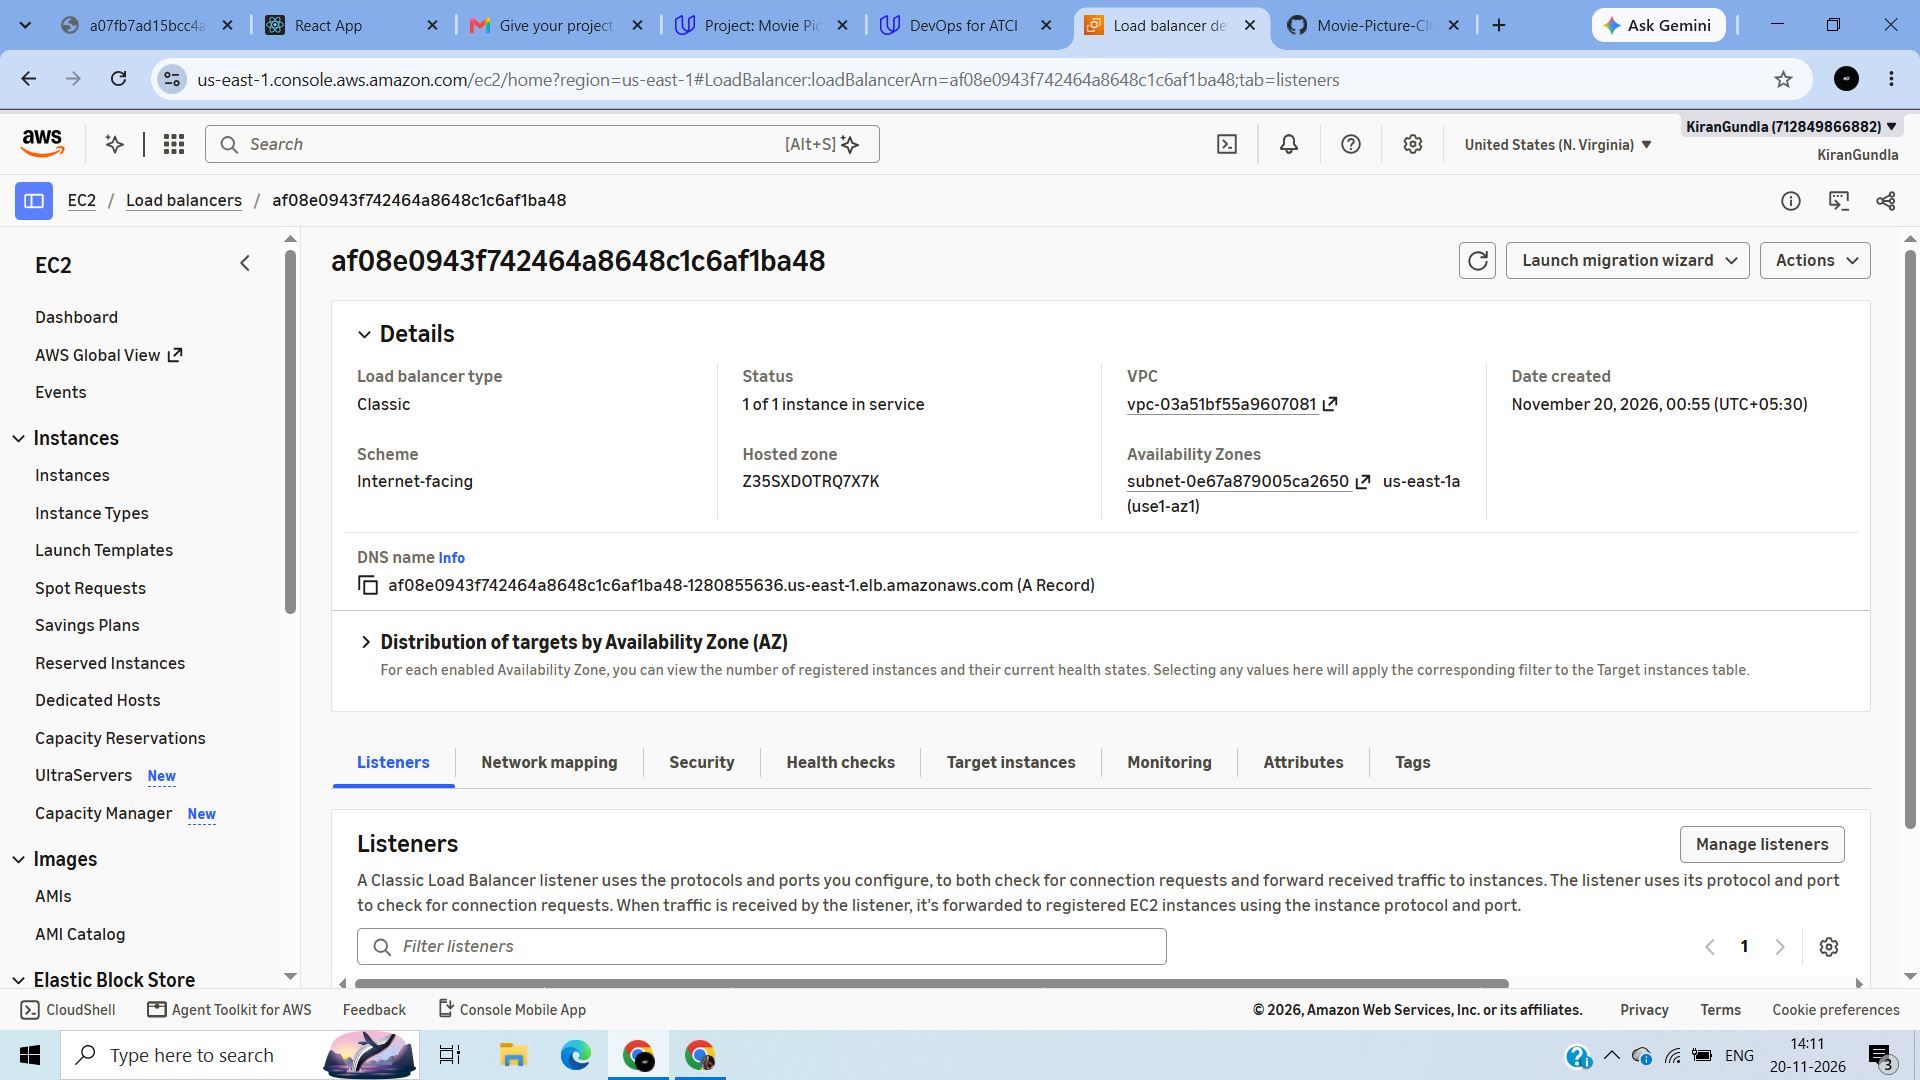 a07fb7ad15bcc4a
React App
Give your project
Project: Movie Pic
DevOps for ATCI
Load balancer de
Movie-Picture-CI
Ask Gemini
us-east-1.console.aws.amazon.com/ec2/home?region=us-east-1#LoadBalancer:loadBalancerArn=af08e0943f742464a8648c1c6af1ba48;tab=listeners
aws
Search
[Alt+S]
United States (N. Virginia)
KiranGundla (712849866882)
KiranGundla
EC2 / Load balancers / af08e0943f742464a8648c1c6af1ba48
EC2
Dashboard
AWS Global View
Events
Instances
Instances
Instance Types
Launch Templates
Spot Requests
Savings Plans
Reserved Instances
Dedicated Hosts
Capacity Reservations
UltraServers New
Capacity Manager New
Images
AMIs
AMI Catalog
Elastic Block Store
af08e0943f742464a8648c1c6af1ba48
Launch migration wizard
Actions
Details
Load balancer type
Classic
Status
1 of 1 instance in service
VPC
vpc-03a51bf55a9607081
Date created
November 20, 2026, 00:55 (UTC+05:30)
Scheme
Internet-facing
Hosted zone
Z35SXDOTRQ7X7K
Availability Zones
subnet-0e67a879005ca2650 us-east-1a
(use1-az1)
DNS name Info
af08e0943f742464a8648c1c6af1ba48-1280855636.us-east-1.elb.amazonaws.com (A Record)
Distribution of targets by Availability Zone (AZ)
For each enabled Availability Zone, you can view the number of registered instances and their current health states. Selecting any values here will apply the corresponding filter to the Target instances table.
Listeners
Network mapping
Security
Health checks
Target instances
Monitoring
Attributes
Tags
Listeners
Manage listeners
A Classic Load Balancer listener uses the protocols and ports you configure, to both check for connection requests and forward received traffic to instances. The listener uses its protocol and port
to check for connection requests. When traffic is received by the listener, it's forwarded to registered EC2 instances using the instance protocol and port.
Filter listeners
1
CloudShell
Agent Toolkit for AWS
Feedback
Console Mobile App
© 2026, Amazon Web Services, Inc. or its affiliates.
Privacy
Terms
Cookie preferences
Type here to search
ENG
14:11
20-11-2026
3